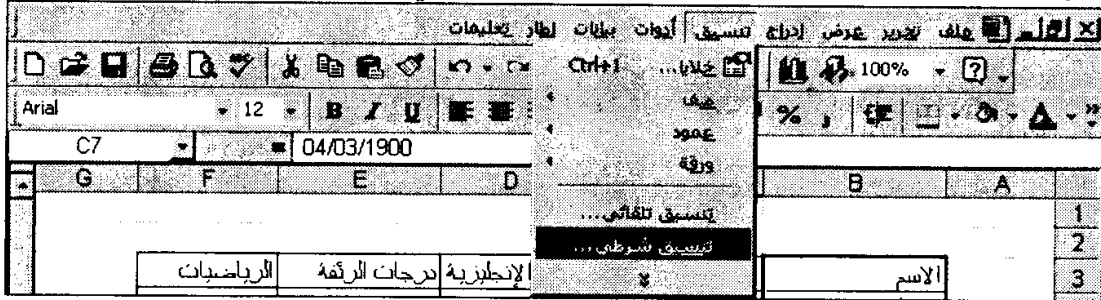 ملف تحرير عرض إدراج تنسيق أدوات بيانات إطار تعليمات
100%
خلايا... Ctrl+1
Arial 12 B I U % ,
صف
عمود
ورقة
C7 = 04/03/1900
G F E D B A
تنسيق تلقائي...
1
تنسيق شرطي...
2
الاسم الإنجليزية درجات الرئفة الرياضيات
3